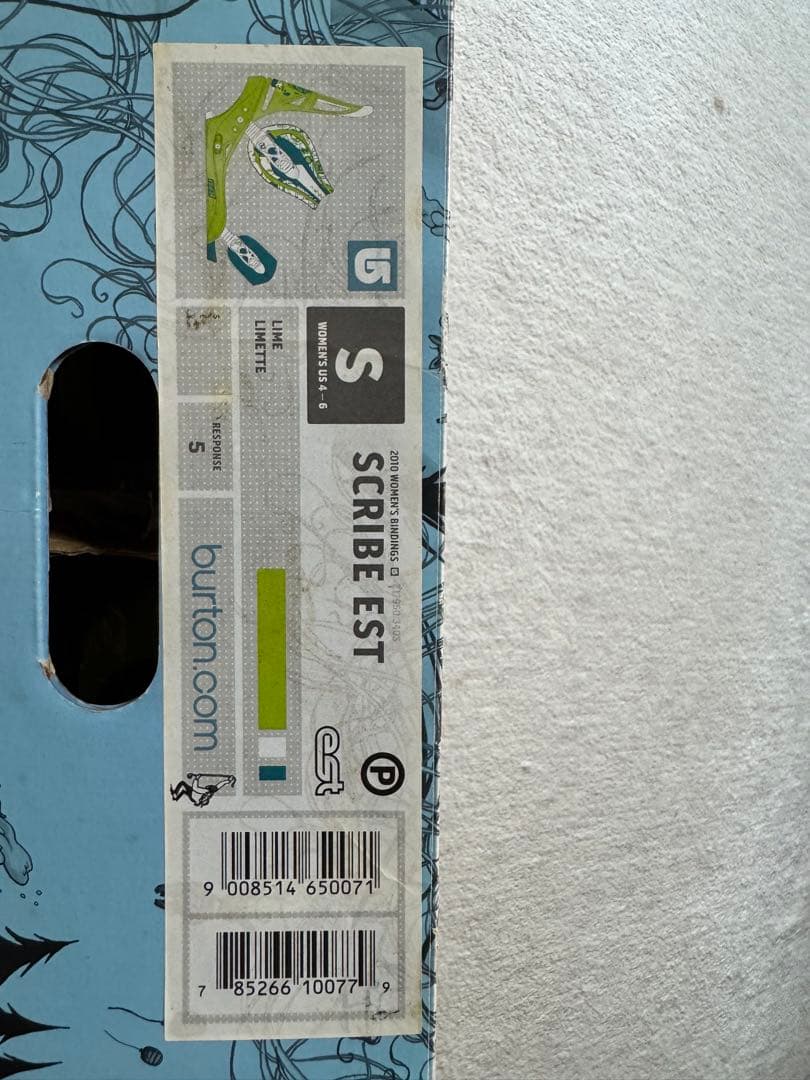 S
WOMEN'S US 4 – 6
2010 WOMEN'S BINDINGS
SCRIBE EST
LIME
LIMETTE
RESPONSE
5
burton.com
est
P
9 008514 650071
7 85266 10077 9